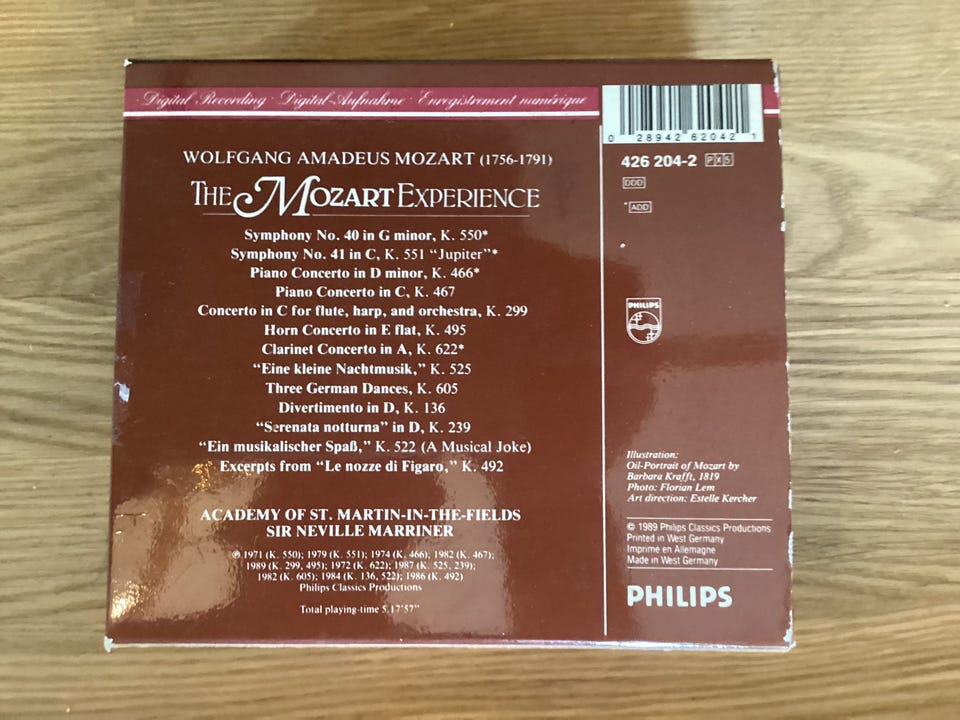 Digital Recording · Digital-Aufnahme · Enregistrement numérique
WOLFGANG AMADEUS MOZART (1756-1791)
THE MOZART EXPERIENCE
Symphony No. 40 in G minor, K. 550*
Symphony No. 41 in C, K. 551 “Jupiter”*
Piano Concerto in D minor, K. 466*
Piano Concerto in C, K. 467
Concerto in C for flute, harp, and orchestra, K. 299
Horn Concerto in E flat, K. 495
Clarinet Concerto in A, K. 622*
“Eine kleine Nachtmusik,” K. 525
Three German Dances, K. 605
Divertimento in D, K. 136
“Serenata notturna” in D, K. 239
“Ein musikalischer Spaß,” K. 522 (A Musical Joke)
Excerpts from “Le nozze di Figaro,” K. 492
ACADEMY OF ST. MARTIN-IN-THE-FIELDS
SIR NEVILLE MARRINER
℗ 1971 (K. 550); 1979 (K. 551); 1974 (K. 466); 1982 (K. 467);
1989 (K. 299, 495); 1972 (K. 622); 1987 (K. 525, 239);
1982 (K. 605); 1984 (K. 136, 522); 1986 (K. 492)
Philips Classics Productions
Total playing-time 5.17'57"
0 28942 62042 1
426 204-2 PX5
DDD
*ADD
PHILIPS
Illustration:
Oil-Portrait of Mozart by
Barbara Krafft, 1819
Photo: Florian Lem
Art direction: Estelle Kercher
© 1989 Philips Classics Productions
Printed in West Germany
Imprimé en Allemagne
Made in West Germany
PHILIPS